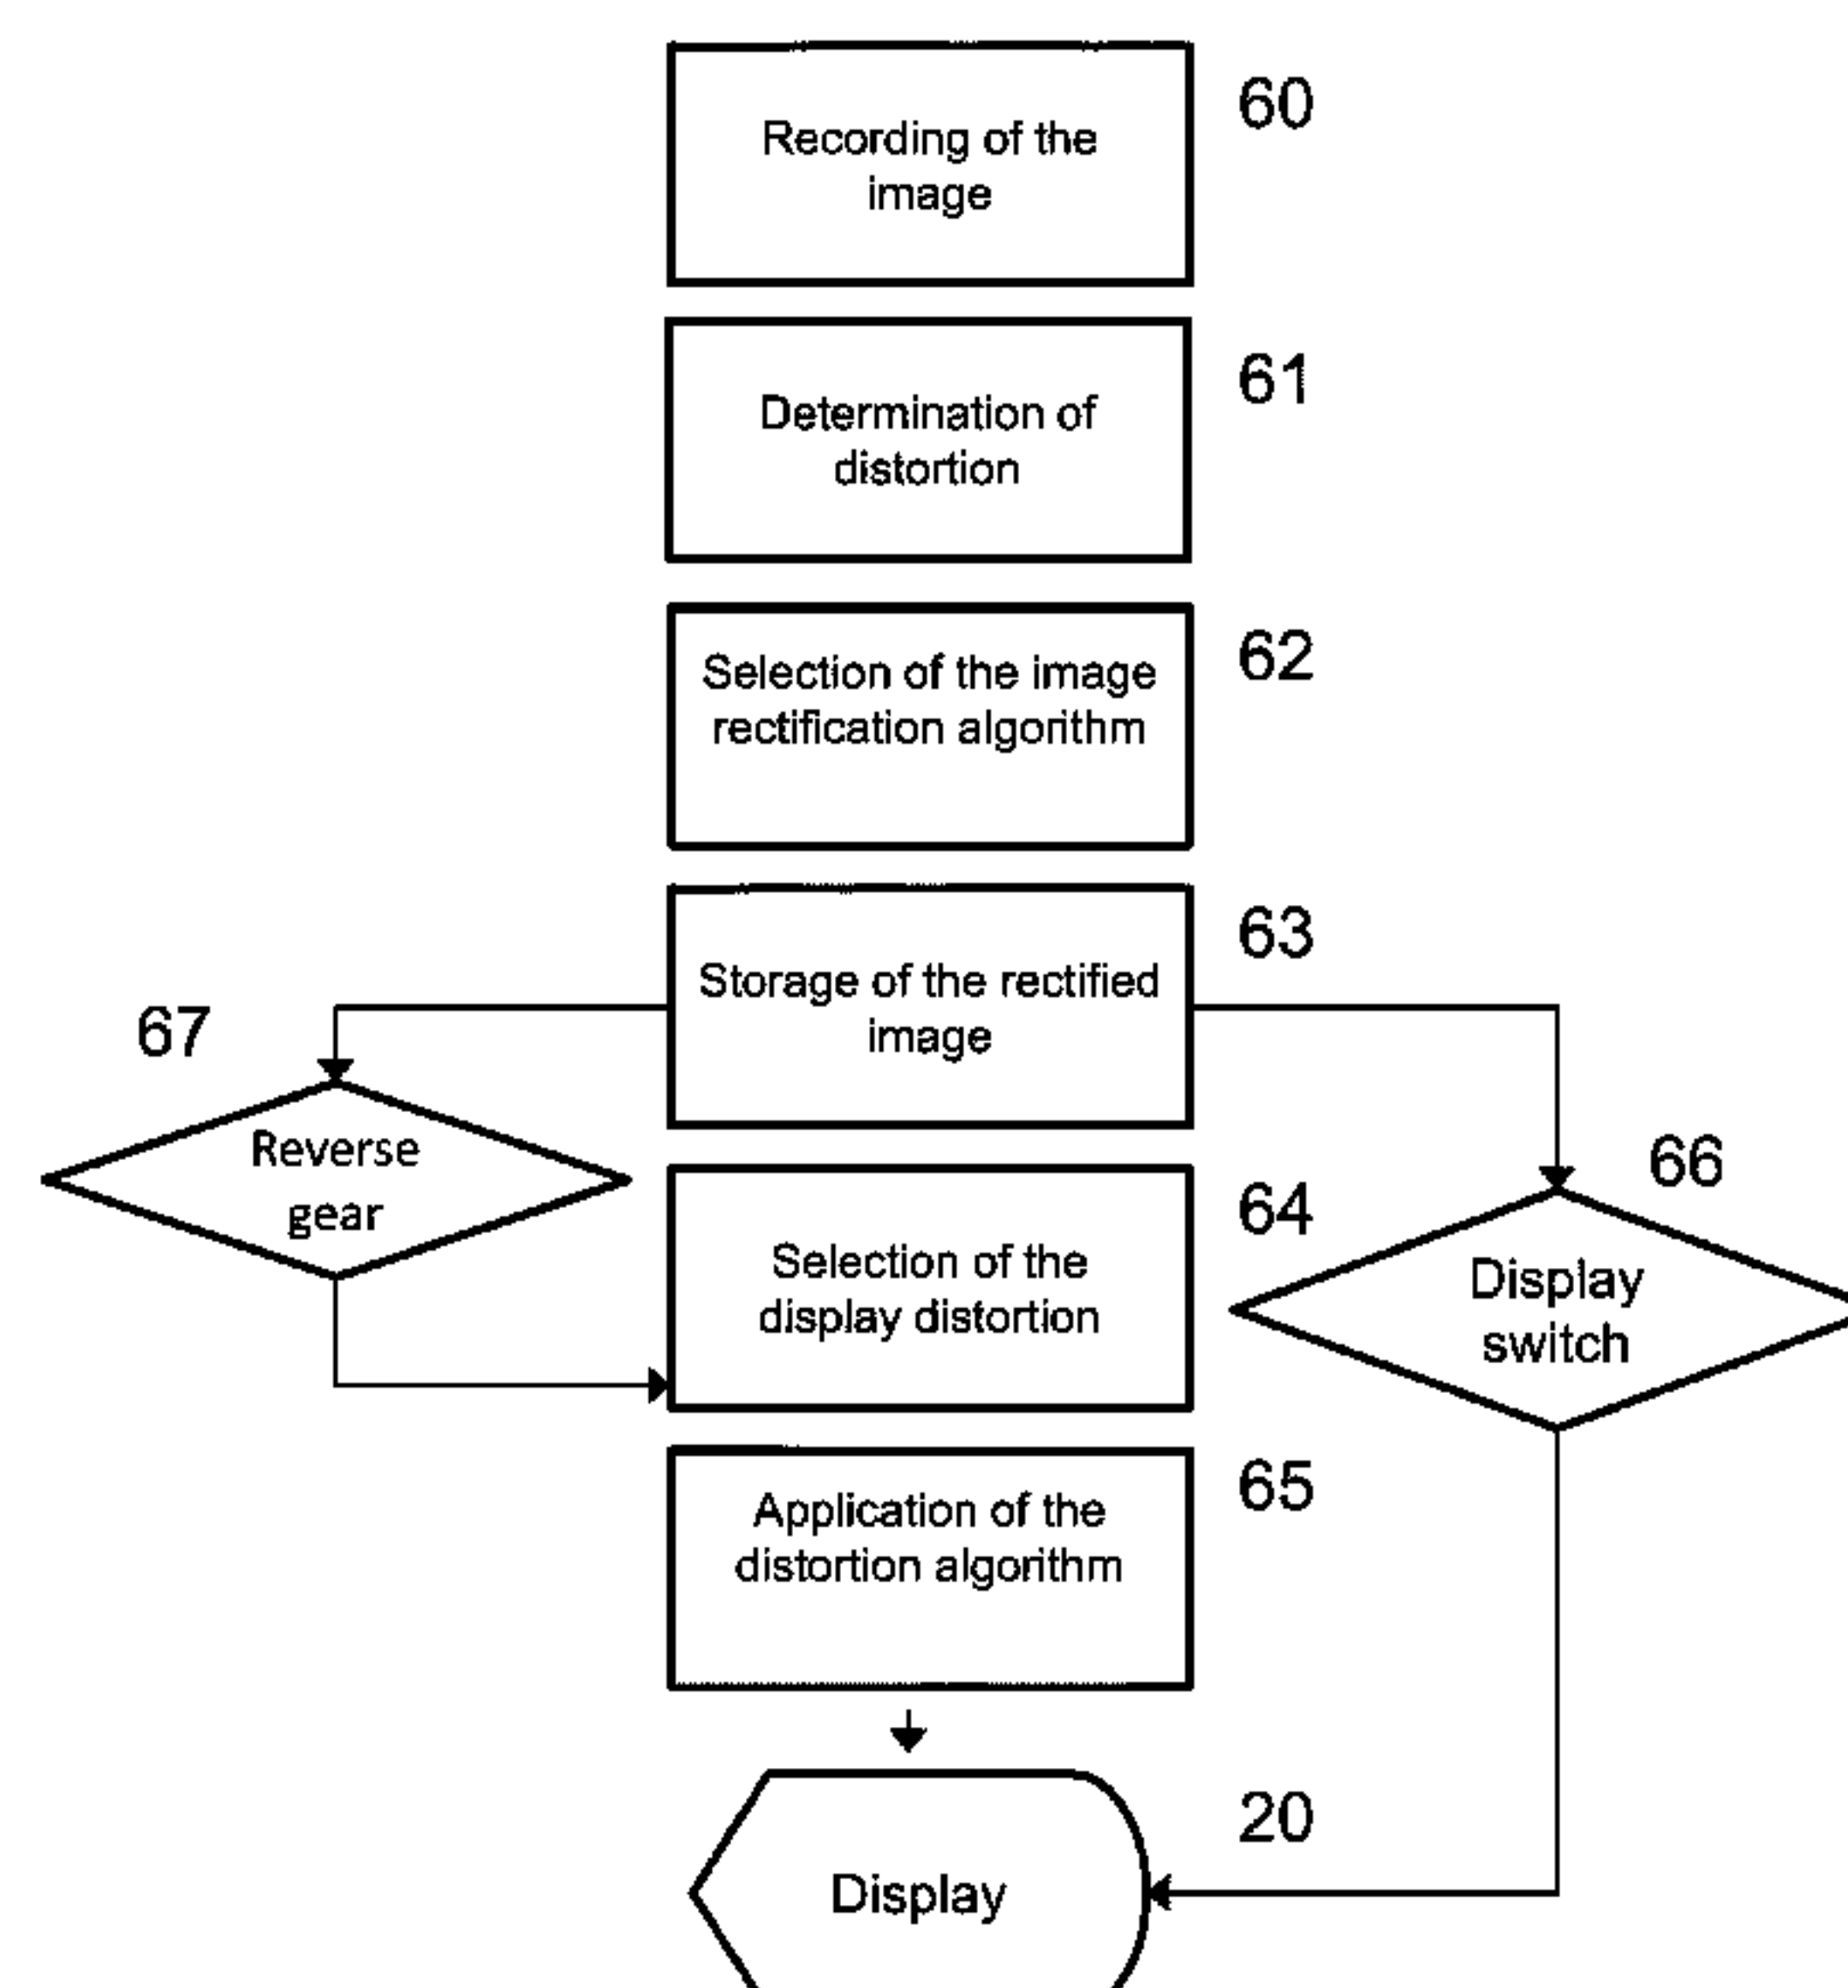 Recording of the
image
60
Determination of
distortion
61
Selection of the image
rectification algorithm
62
Storage of the rectified
image
63
67
Reverse
gear
Selection of the
display distortion
64
66
Display
switch
Application of the
distortion algorithm
65
20
Display